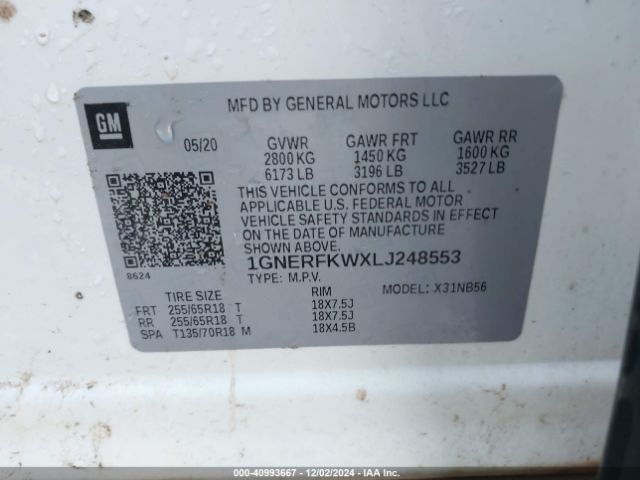 MFD BY GENERAL MOTORS LLC
GM
05/20 GVWR GAWR FRT GAWR RR
2800 KG 1450 KG 1600 KG
6173 LB 3196 LB 3527 LB
THIS VEHICLE CONFORMS TO ALL
APPLICABLE U.S. FEDERAL MOTOR
VEHICLE SAFETY STANDARDS IN EFFECT
ON THE DATE OF MANUFACTURE
SHOWN ABOVE.
8624 1GNERFKWXLJ248553
TYPE: M.P.V. MODEL: X31NB56
TIRE SIZE RIM
FRT 255/65R18 T 18X7.5J
RR 255/65R18 T 18X7.5J
SPA T135/70R18 M 18X4.5B
000-40993667 - 12/02/2024 - IAA, Inc.